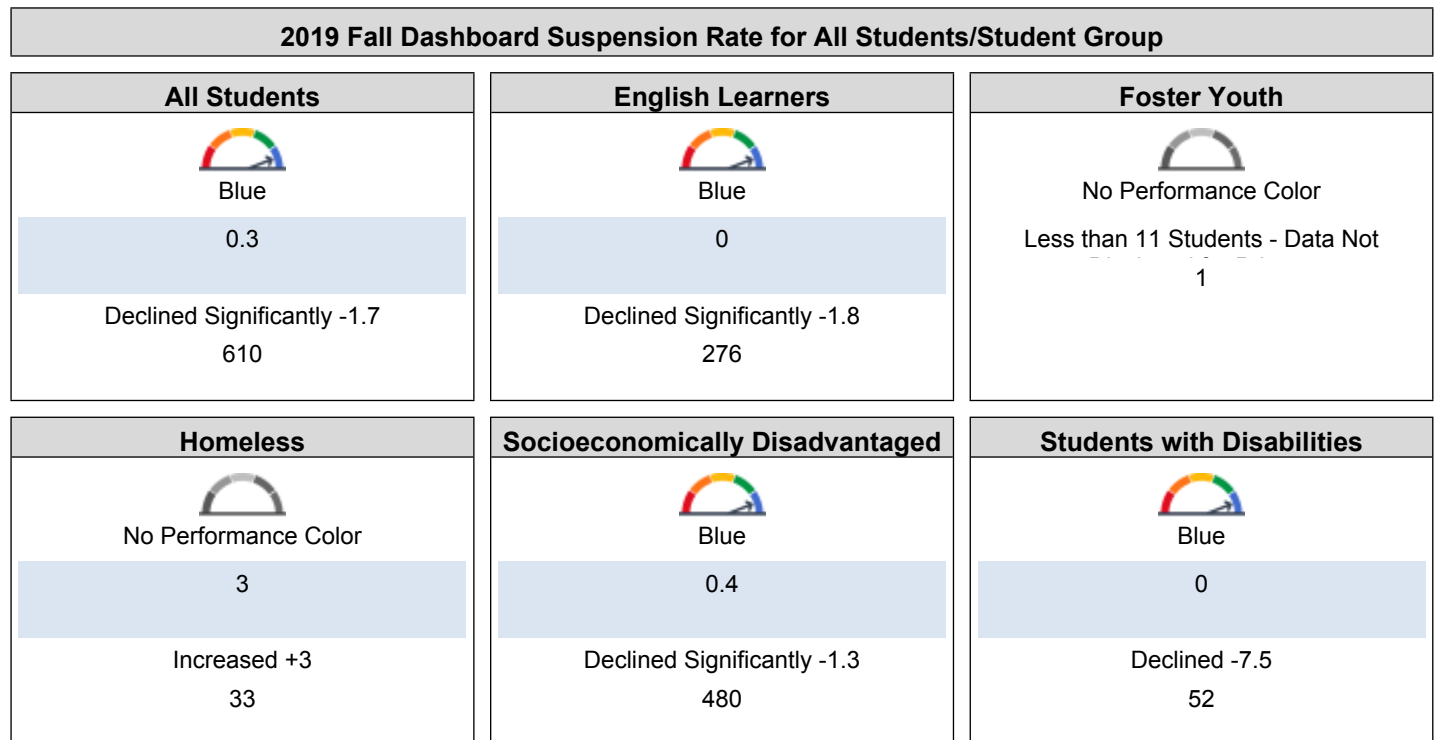 2019 Fall Dashboard Suspension Rate for All Students/Student Group
All Students
Blue
0.3
Declined Significantly -1.7
610
English Learners
Blue
0
Declined Significantly -1.8
276
Foster Youth
No Performance Color
Less than 11 Students - Data Not
1
Homeless
No Performance Color
3
Increased +3
33
Socioeconomically Disadvantaged
Blue
0.4
Declined Significantly -1.3
480
Students with Disabilities
Blue
0
Declined -7.5
52